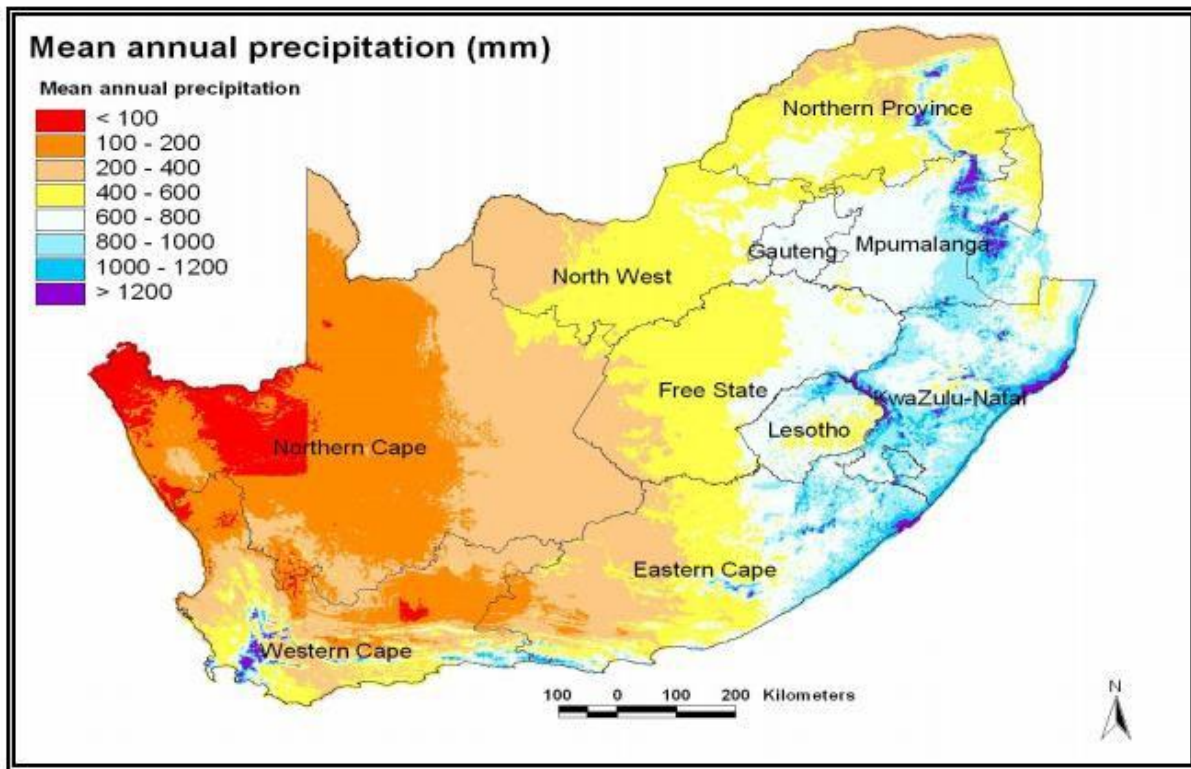 Mean annual precipitation (mm)
Mean annual precipitation
< 100
100 - 200
200 - 400
400 - 600
600 - 800
800 - 1000
1000 - 1200
> 1200
Northern Province
Gauteng
Mpumalanga
North West
Free State
KwaZulu-Natal
Lesotho
Northern Cape
Eastern Cape
Western Cape
100 0 100 200 Kilometers
N